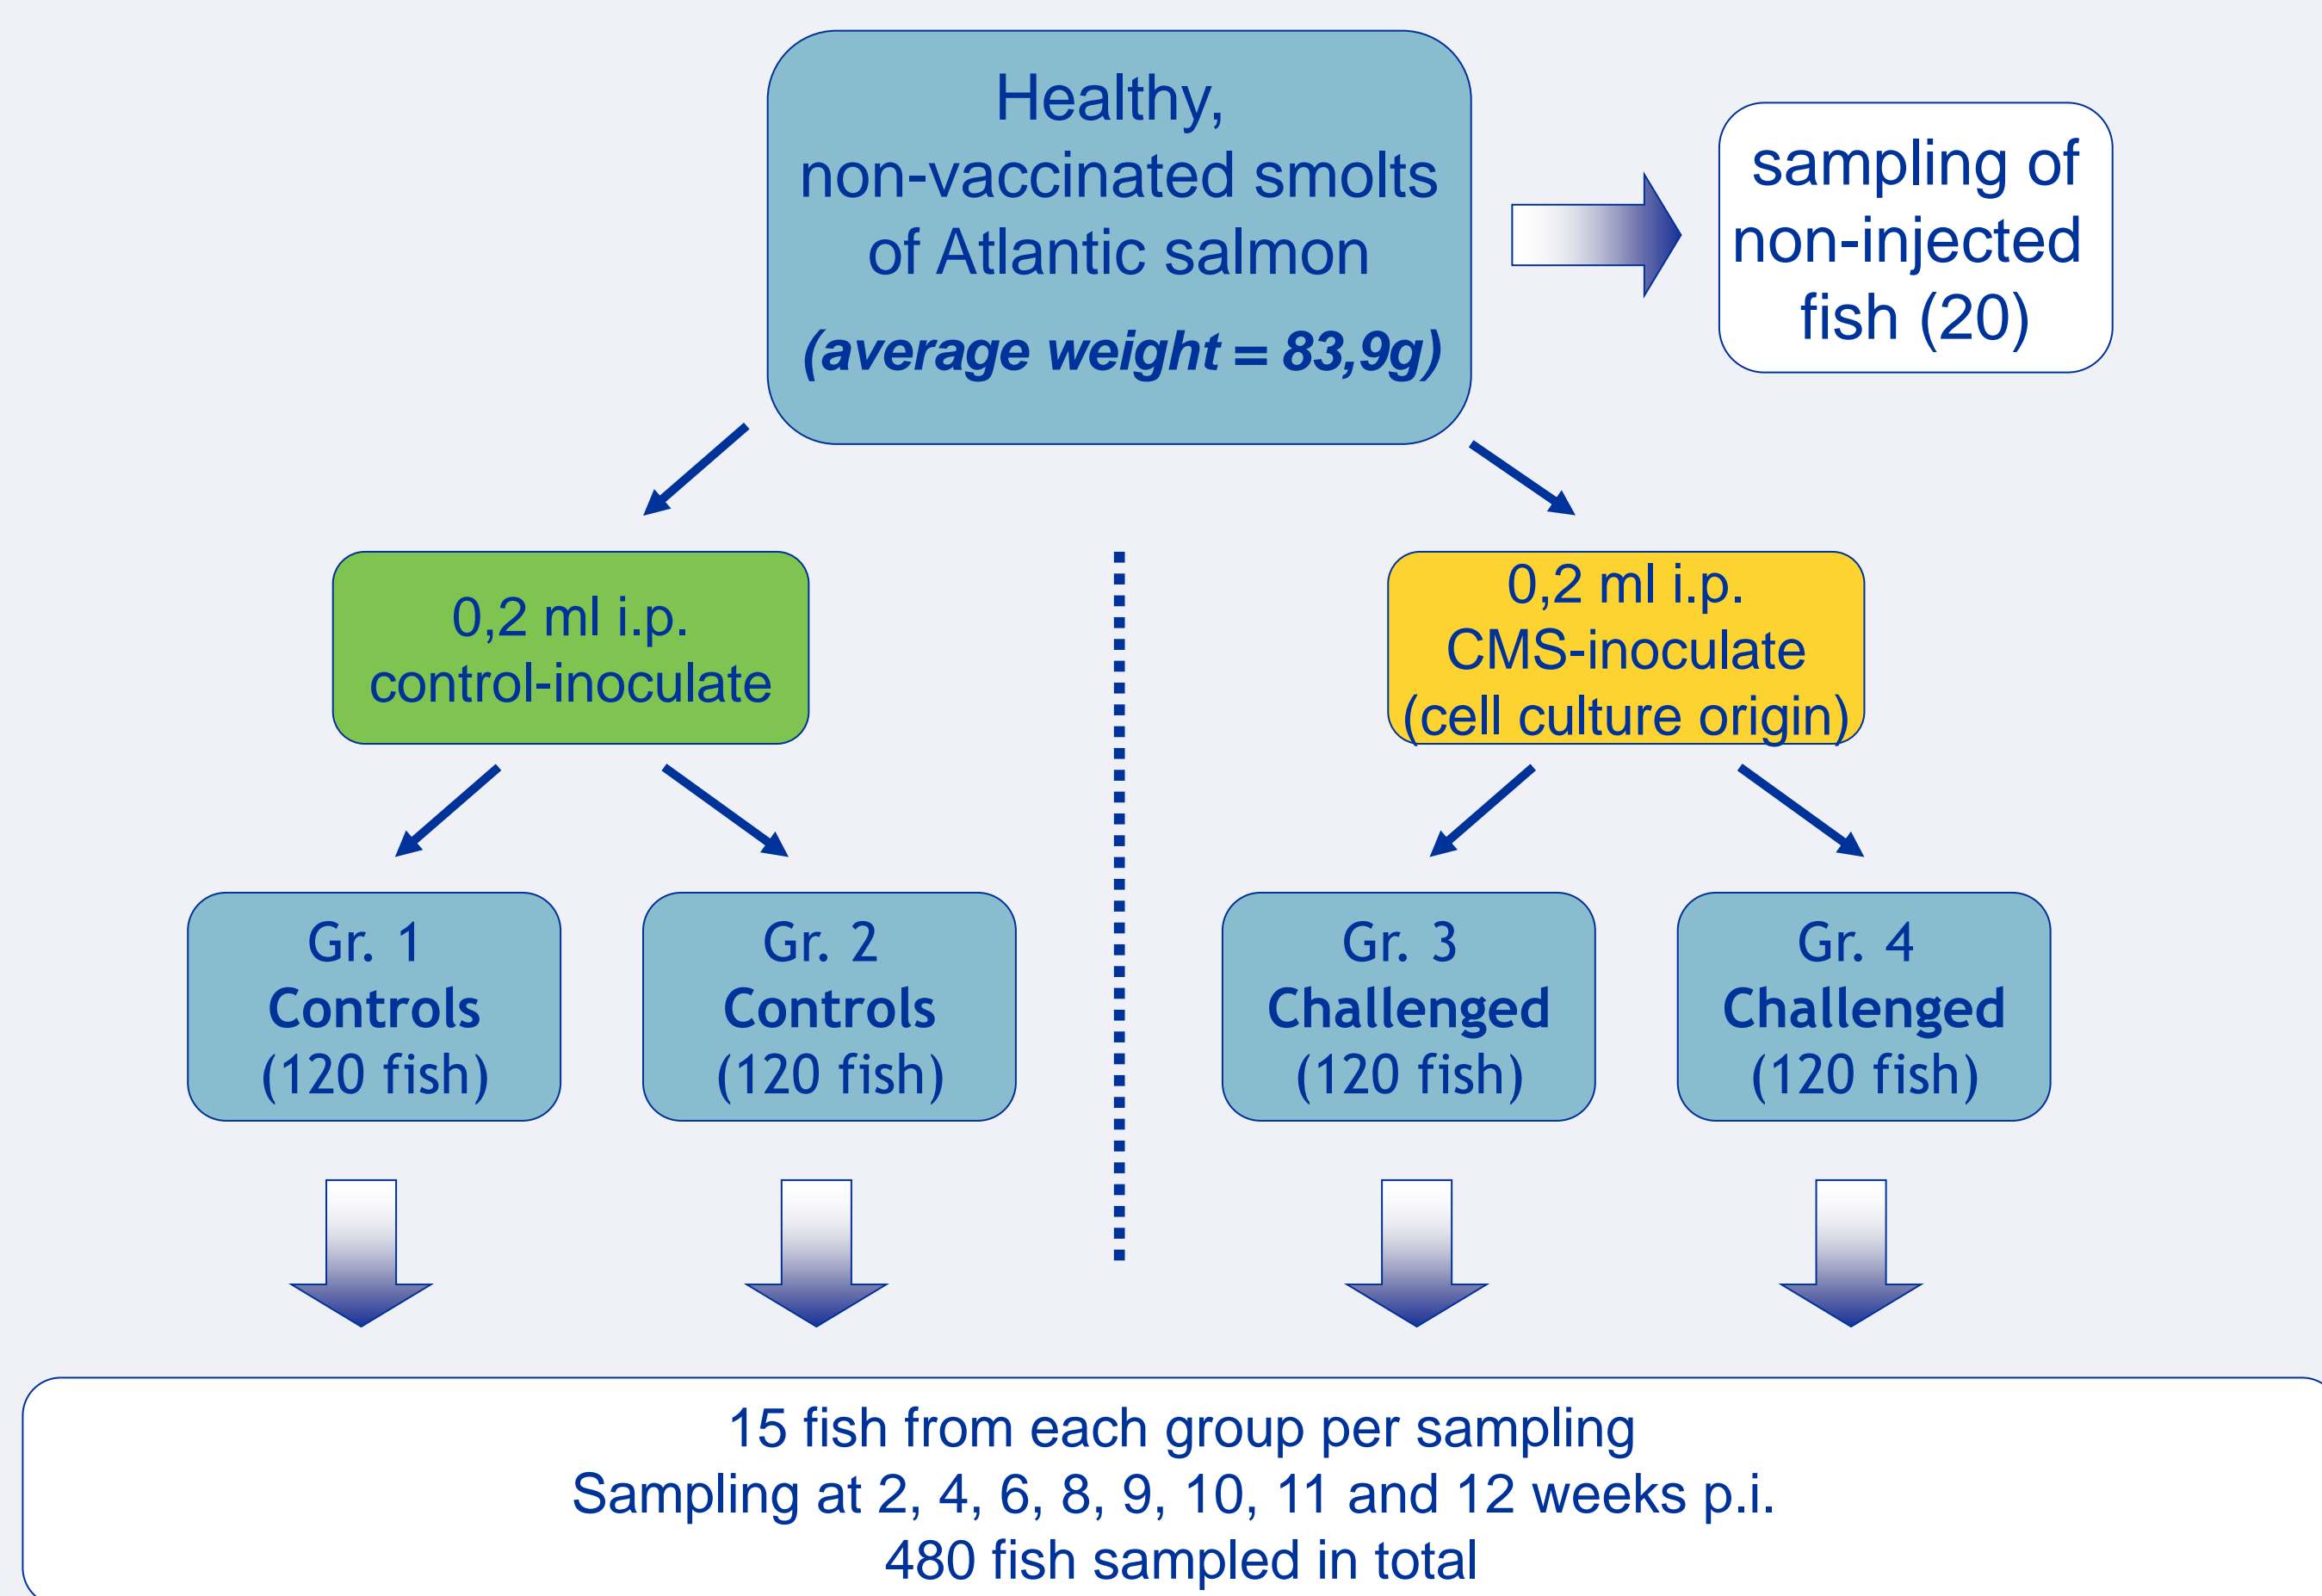 Healthy,
non-vaccinated smolts
of Atlantic salmon
(average weight = 83,9g)
sampling of
non-injected
fish (20)
0,2 ml i.p.
control-inoculate
0,2 ml i.p.
CMS-inoculate
(cell culture origin)
Gr. 1
Controls
(120 fish)
Gr. 2
Controls
(120 fish)
Gr. 3
Challenged
(120 fish)
Gr. 4
Challenged
(120 fish)
15 fish from each group per sampling
Sampling at 2, 4, 6, 8, 9, 10, 11 and 12 weeks p.i.
480 fish sampled in total